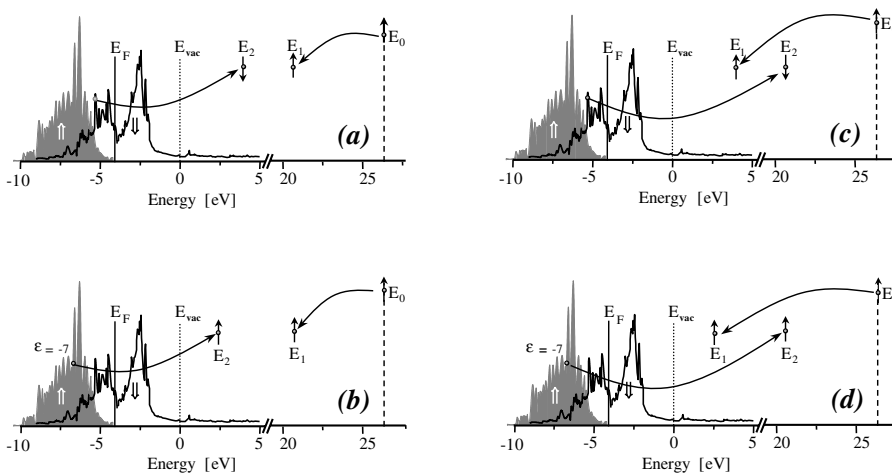 E_F E_vac E_2 E_1 E_0
⇑ ⇓ (a)
-10 -5 0 5 20 25
Energy [eV]
E_F E_vac E_1 E_2 E
⇑ ⇓ (c)
-10 -5 0 5 20 25
Energy [eV]
E_F E_vac E_2 E_1 E_0
ε = -7
⇑ ⇓ (b)
-10 -5 0 5 20 25
Energy [eV]
E_F E_vac E_1 E_2 E
ε = -7
⇑ ⇓ (d)
-10 -5 0 5 20 25
Energy [eV]